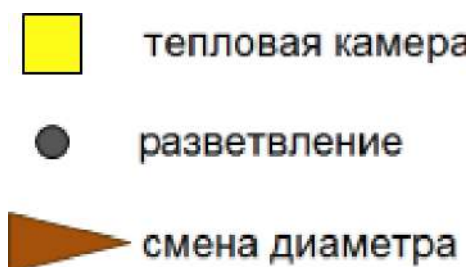 тепловая камера
разветвление
смена диаметра